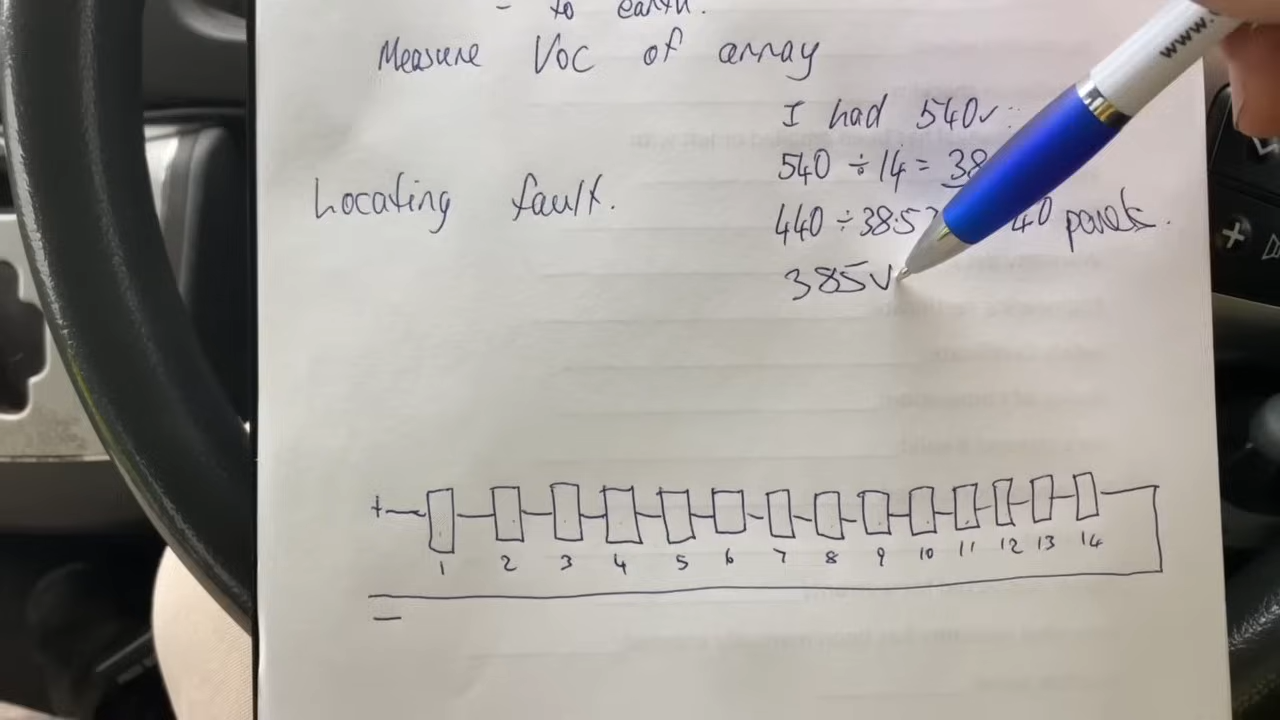 - to earth.
Measure Voc of array
I had 540v:
540 ÷ 14 = 38
Locating fault.
440 ÷ 38.5 40 panels.
385v
+
1 2 3 4 5 6 7 8 9 10 11 12 13 14
-
www.